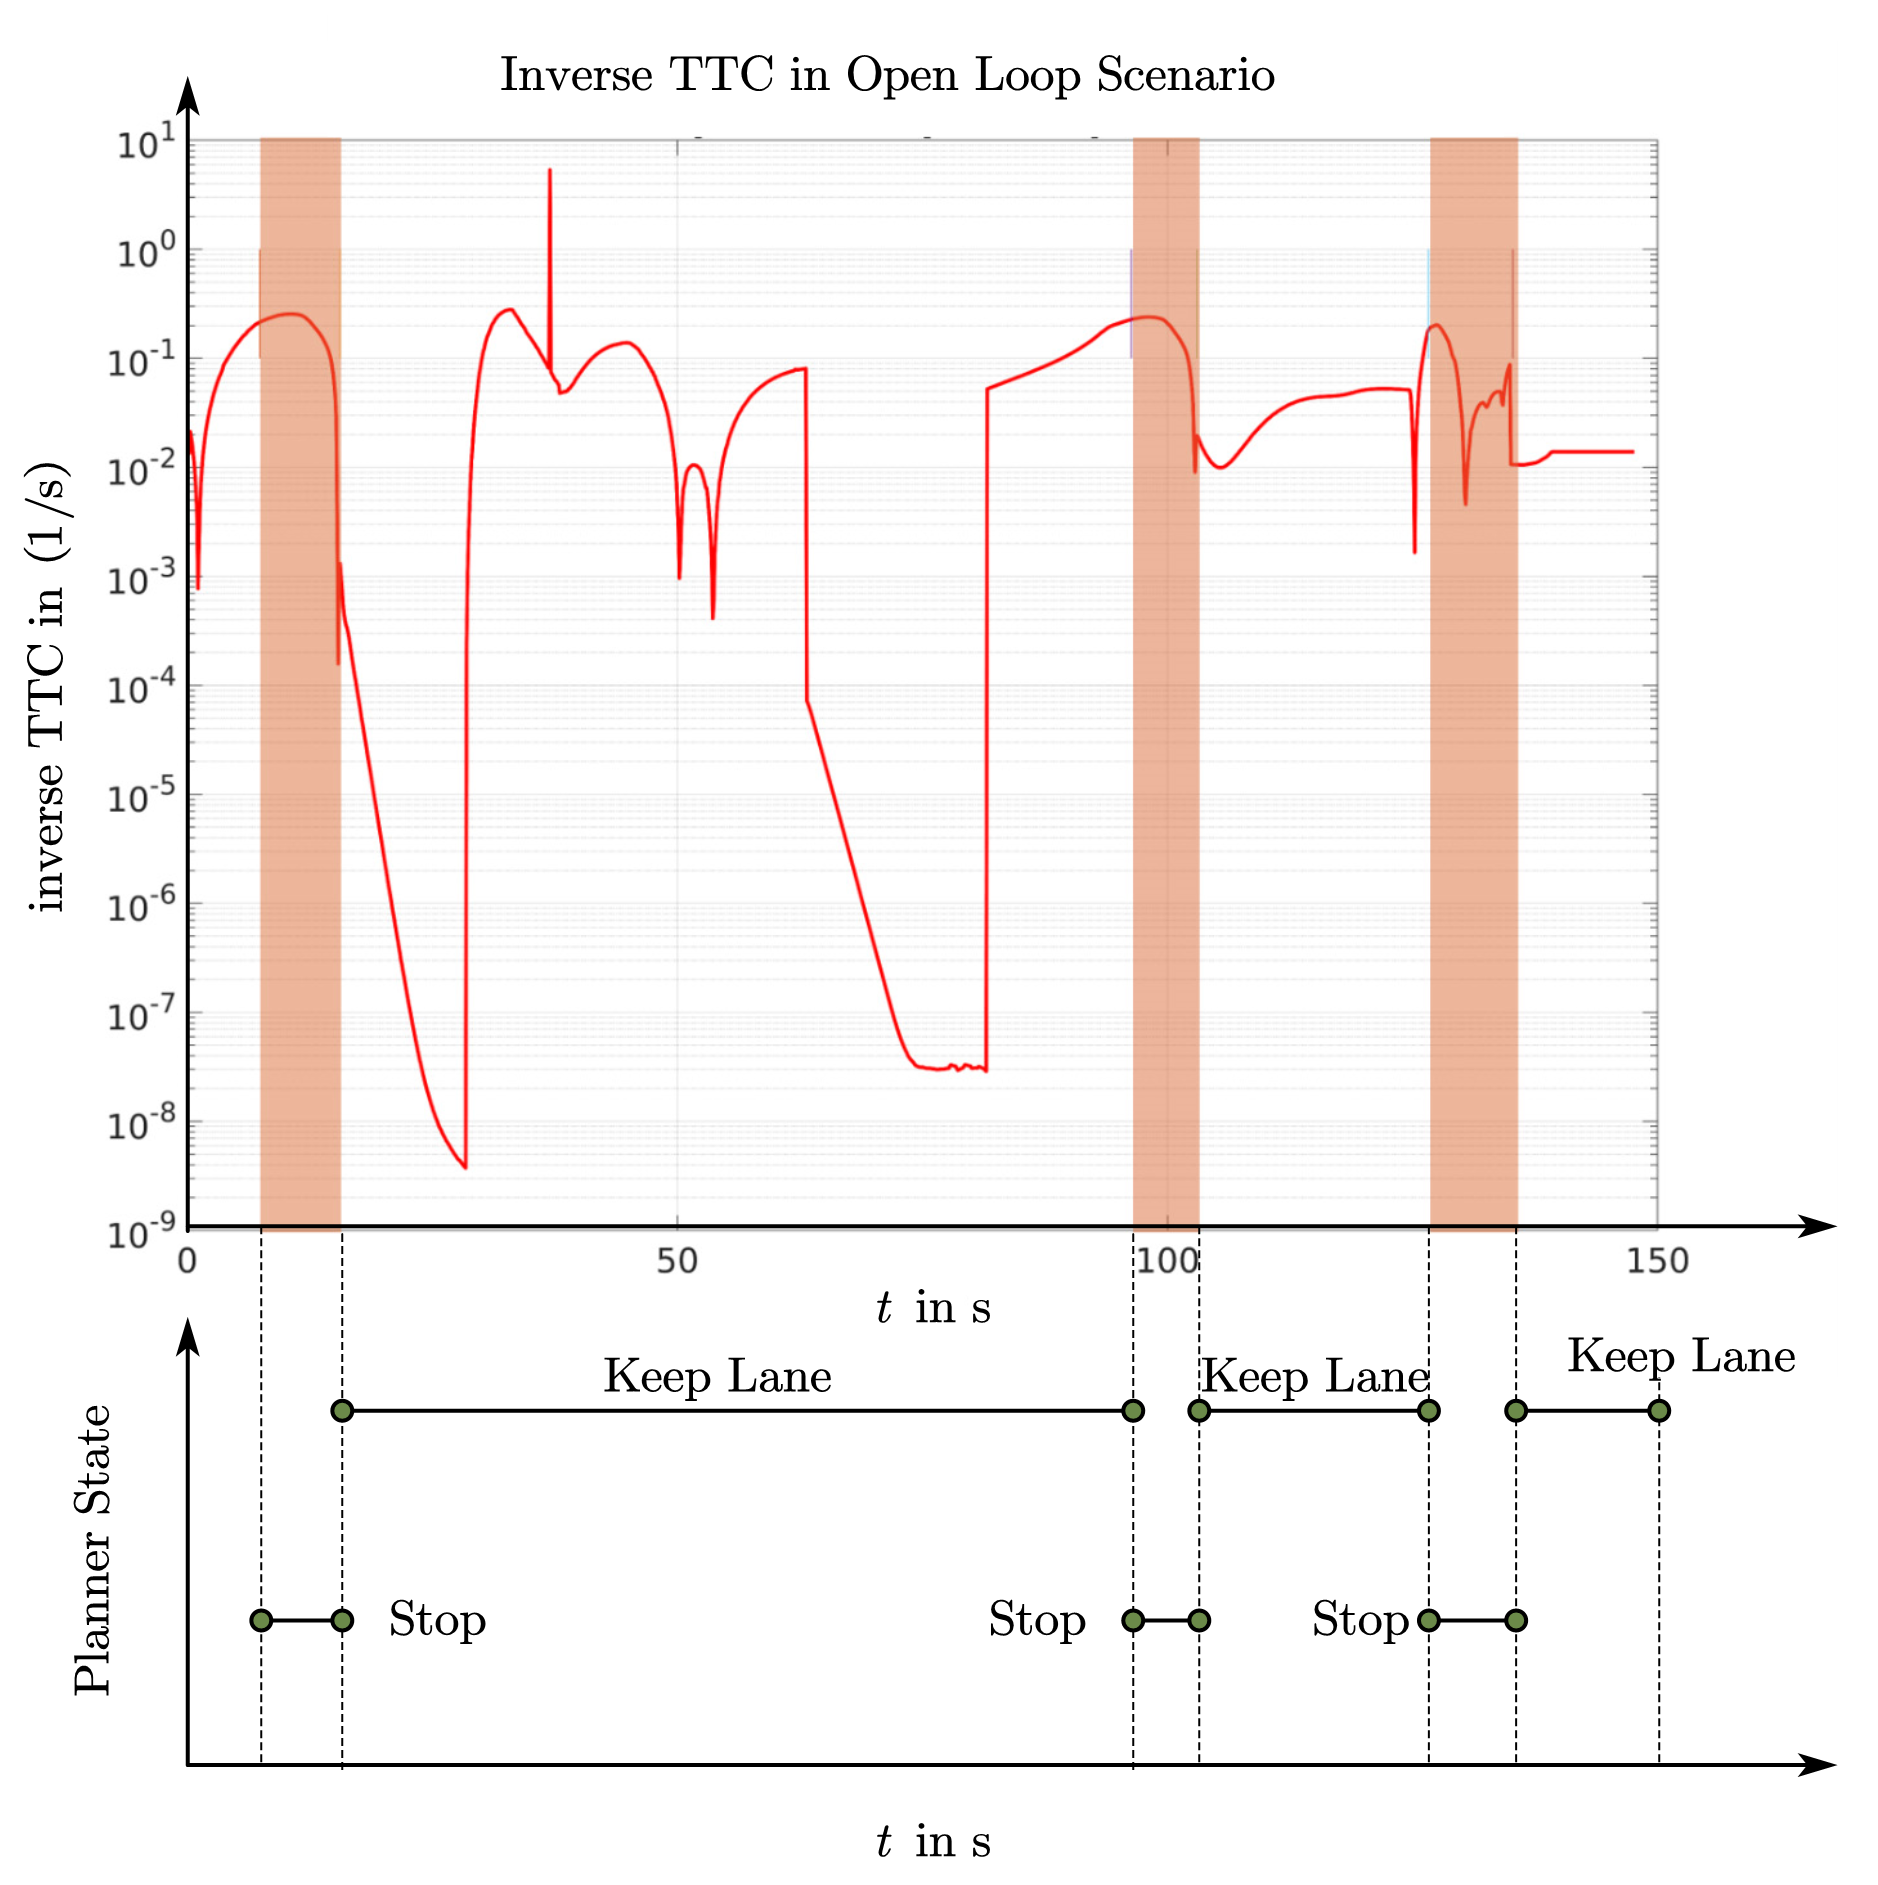 Inverse TTC in Open Loop Scenario
inverse TTC in (1/s)
10^1
10^0
10^-1
10^-2
10^-3
10^-4
10^-5
10^-6
10^-7
10^-8
10^-9
0 50 100 150
t in s
Planner State
Keep Lane Keep Lane Keep Lane
Stop Stop Stop
t in s